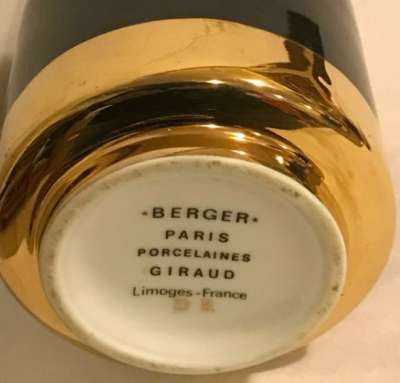 *BERGER*
PARIS
PORCELAINES
GIRAUD
Limoges-France